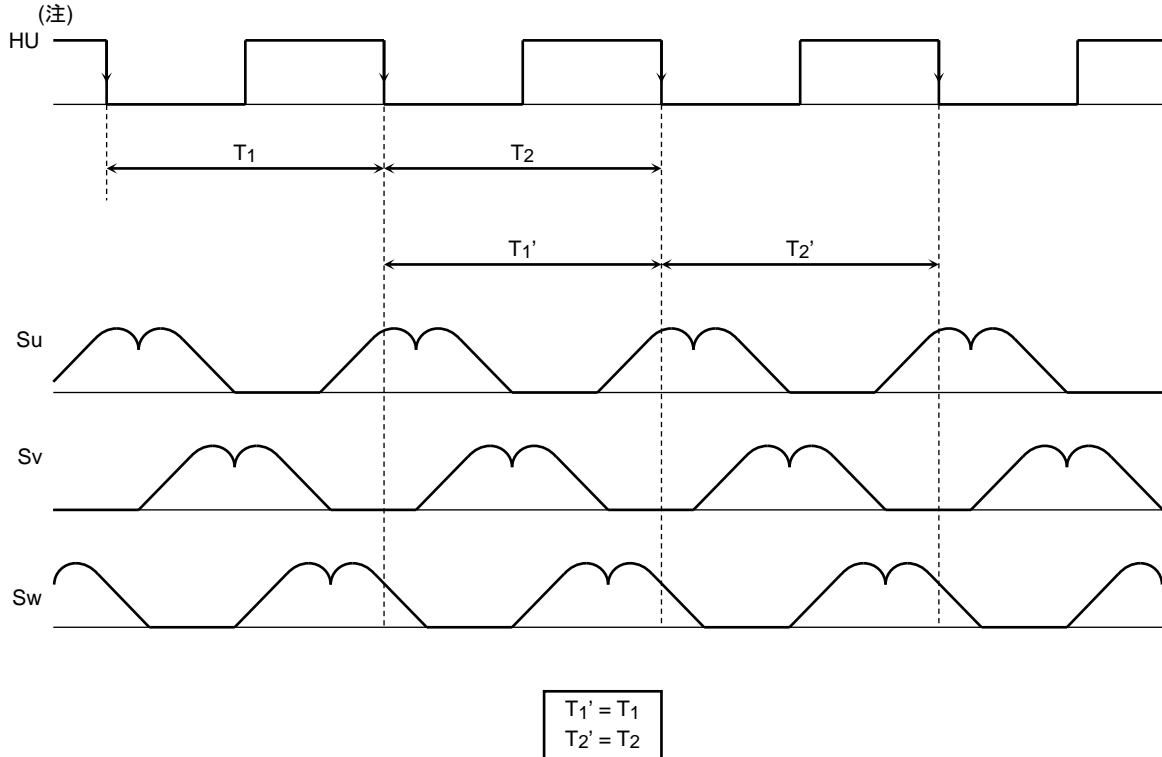 (注)
HU
T1
T2
T1’
T2’
Su
Sv
Sw
T1’ = T1
T2’ = T2